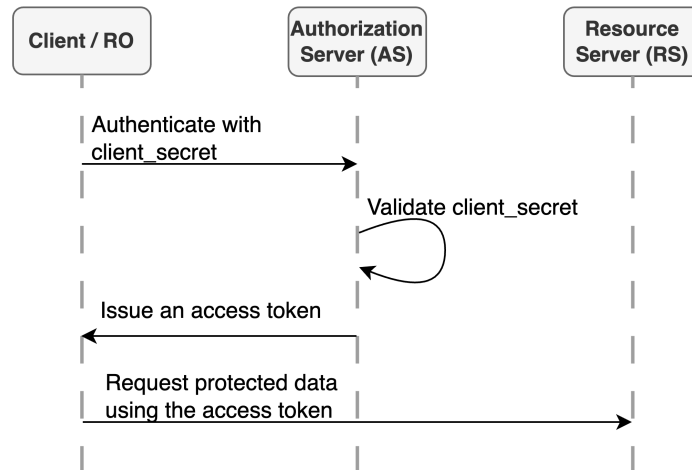 Client / RO
Authorization
Server (AS)
Resource
Server (RS)
Authenticate with
client_secret
Validate client_secret
Issue an access token
Request protected data
using the access token